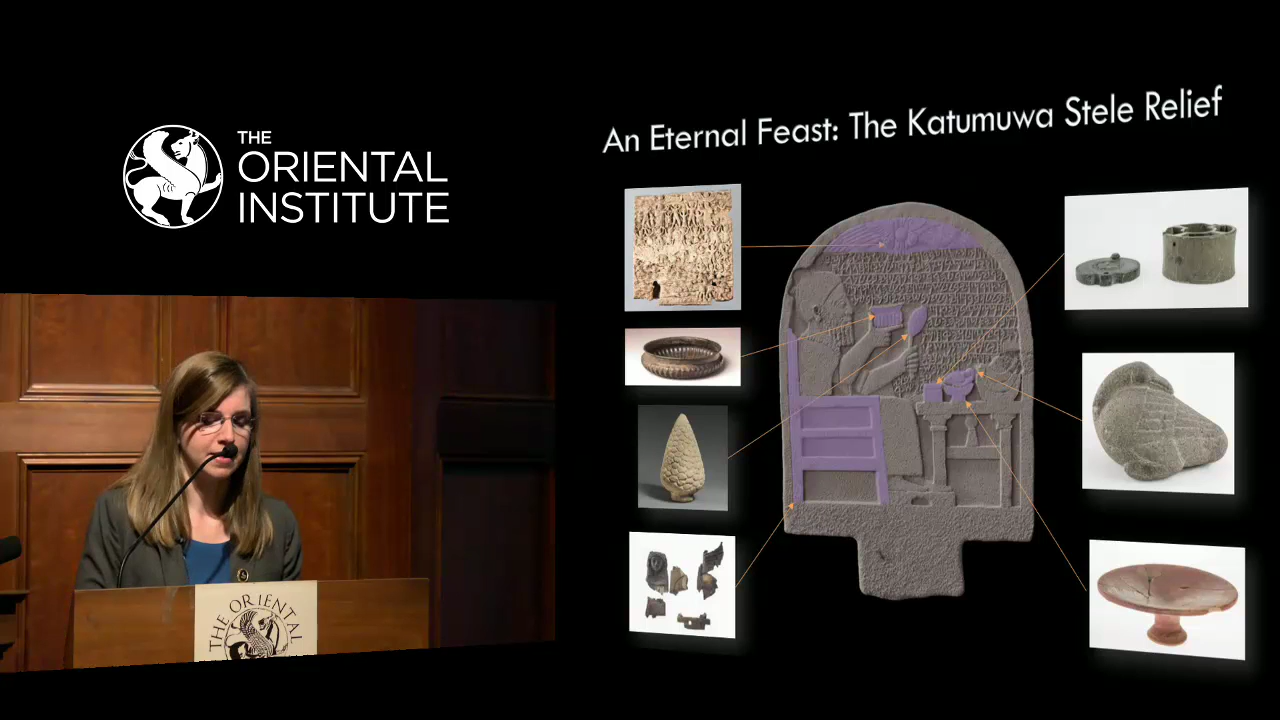 THE
ORIENTAL
INSTITUTE
An Eternal Feast: The Katumuwa Stele Relief
THE ORIENTAL